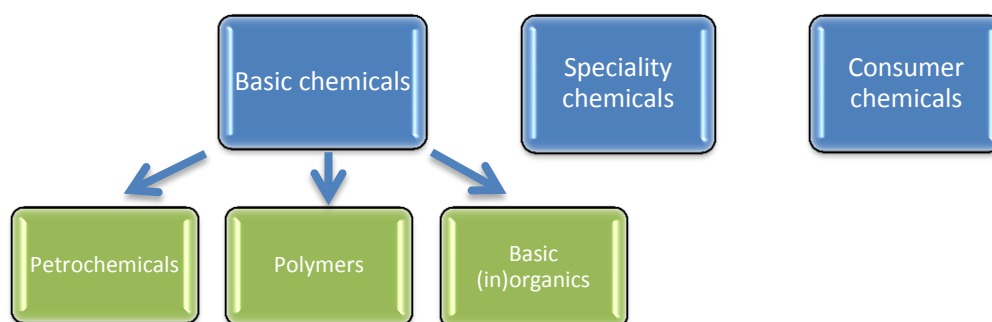 Basic chemicals
Speciality
chemicals
Consumer
chemicals
Petrochemicals
Polymers
Basic
(in)organics